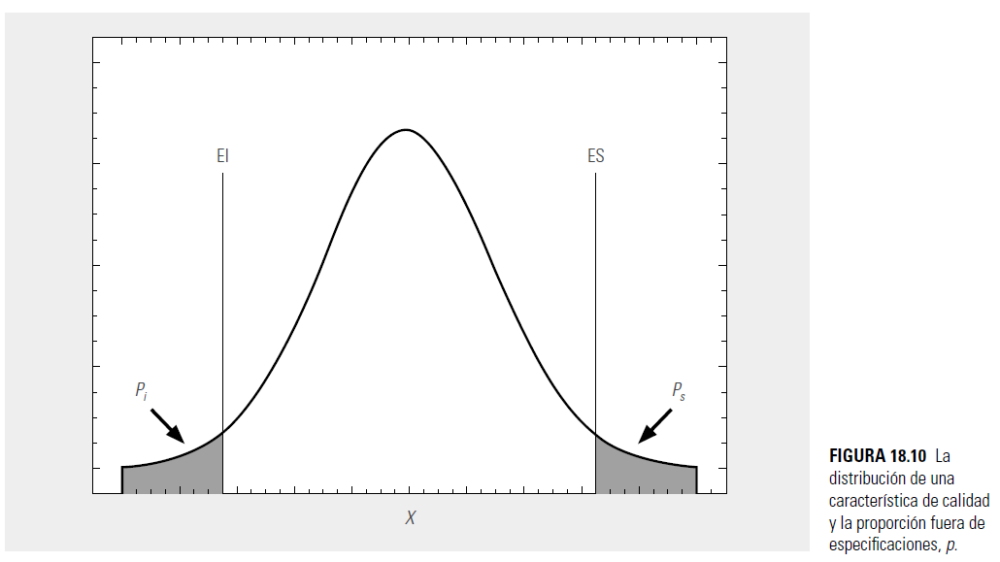 EI
ES
Pi
Ps
X
FIGURA 18.10 La
distribución de una
característica de calidad
y la proporción fuera de
especificaciones, p.